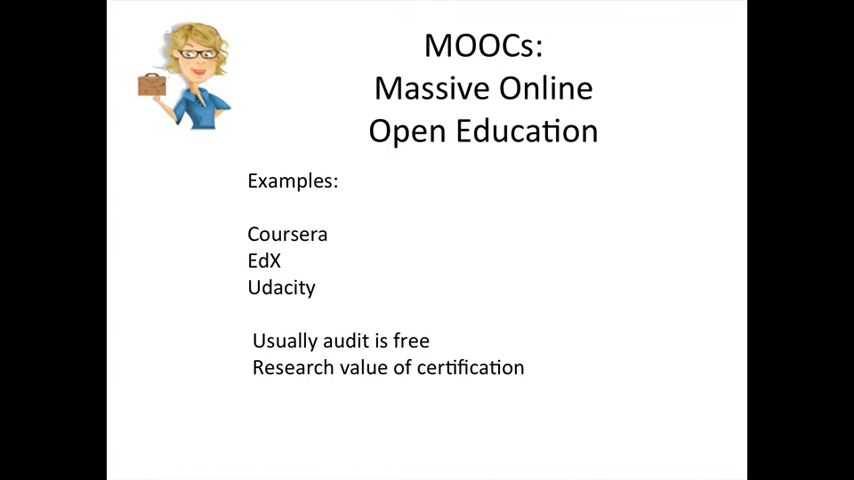 MOOCs:
Massive Online
Open Education
Examples:
Coursera
EdX
Udacity
Usually audit is free
Research value of certification